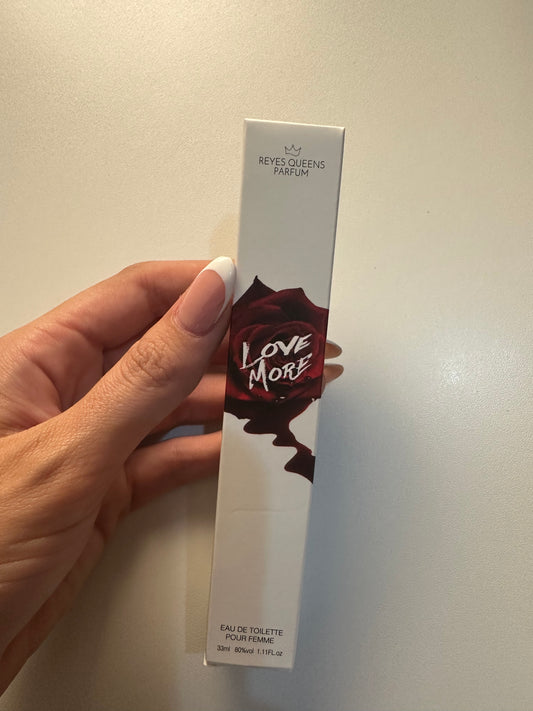 REYES QUEENS
PARFUM
LOVE
MORE
EAU DE TOILETTE
POUR FEMME
33ml 80%vol 1.11FL.oz